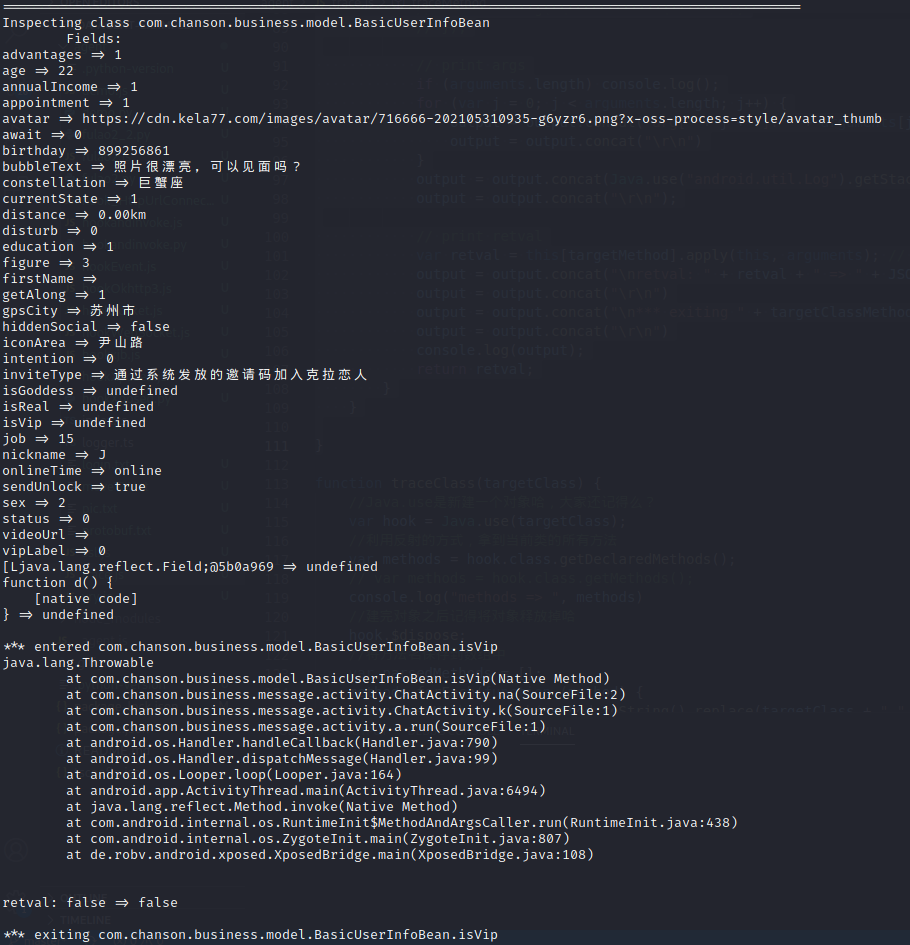 Inspecting class com.chanson.business.model.BasicUserInfoBean
Fields:
advantages => 1
age => 22
annualIncome => 1
appointment => 1
avatar => https://cdn.kela77.com/images/avatar/716666-202105310935-g6yzr6.png?x-oss-process=style/avatar_thumb
await => 0
birthday => 899256861
bubbleText => 照片很漂亮，可以见面吗？
constellation => 巨蟹座
currentState => 1
distance => 0.00km
disturb => 0
education => 1
figure => 3
firstName =>
getAlong => 1
gpsCity => 苏州市
hiddenSocial => false
iconArea => 尹山路
intention => 0
inviteType => 通过系统发放的邀请码加入克拉恋人
isGoddess => undefined
isReal => undefined
isVip => undefined
job => 15
nickname => J
onlineTime => online
sendUnlock => true
sex => 2
status => 0
videoUrl =>
vipLabel => 0
[Ljava.lang.reflect.Field;@5b0a969 => undefined
function d() {
[native code]
} => undefined
*** entered com.chanson.business.model.BasicUserInfoBean.isVip
java.lang.Throwable
at com.chanson.business.model.BasicUserInfoBean.isVip(Native Method)
at com.chanson.business.message.activity.ChatActivity.na(SourceFile:2)
at com.chanson.business.message.activity.ChatActivity.k(SourceFile:1)
at com.chanson.business.message.activity.a.run(SourceFile:1)
at android.os.Handler.handleCallback(Handler.java:790)
at android.os.Handler.dispatchMessage(Handler.java:99)
at android.os.Looper.loop(Looper.java:164)
at android.app.ActivityThread.main(ActivityThread.java:6494)
at java.lang.reflect.Method.invoke(Native Method)
at com.android.internal.os.RuntimeInit$MethodAndArgsCaller.run(RuntimeInit.java:438)
at com.android.internal.os.ZygoteInit.main(ZygoteInit.java:807)
at de.robv.android.xposed.XposedBridge.main(XposedBridge.java:108)
retval: false => false
*** exiting com.chanson.business.model.BasicUserInfoBean.isVip